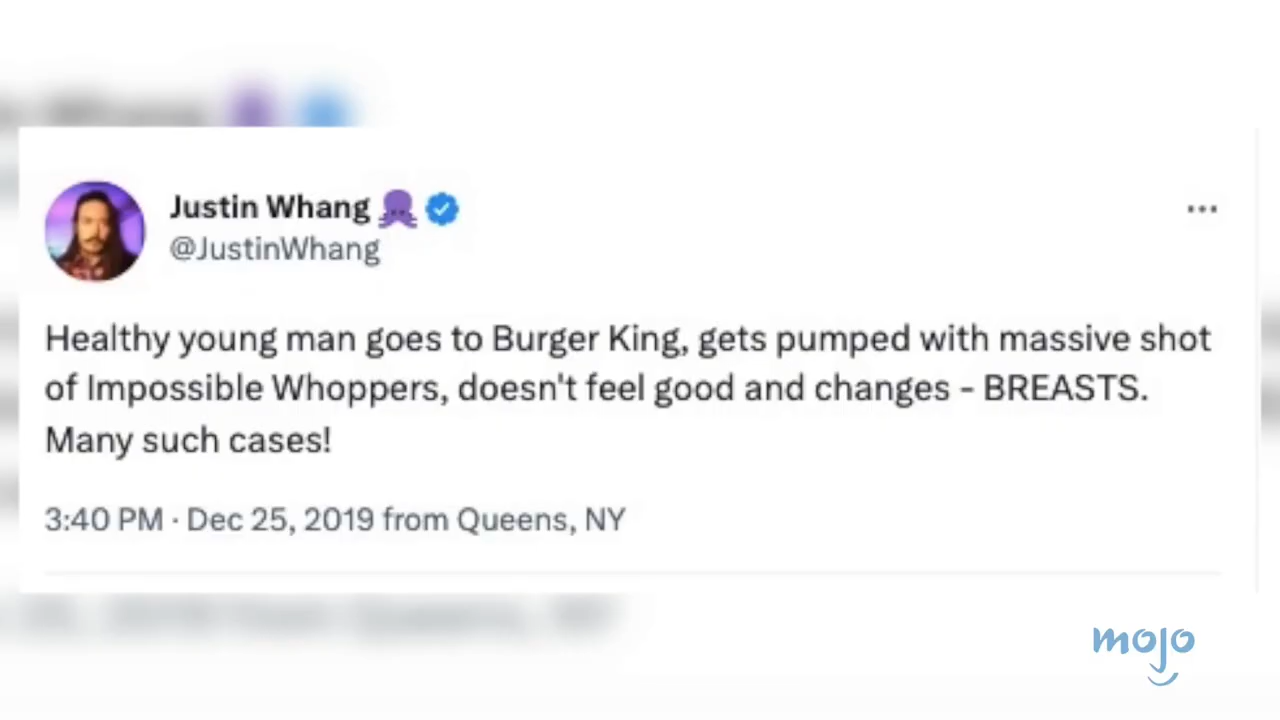 Justin Whang
@JustinWhang
Healthy young man goes to Burger King, gets pumped with massive shot
of Impossible Whoppers, doesn't feel good and changes - BREASTS.
Many such cases!
3:40 PM · Dec 25, 2019 from Queens, NY
mojo